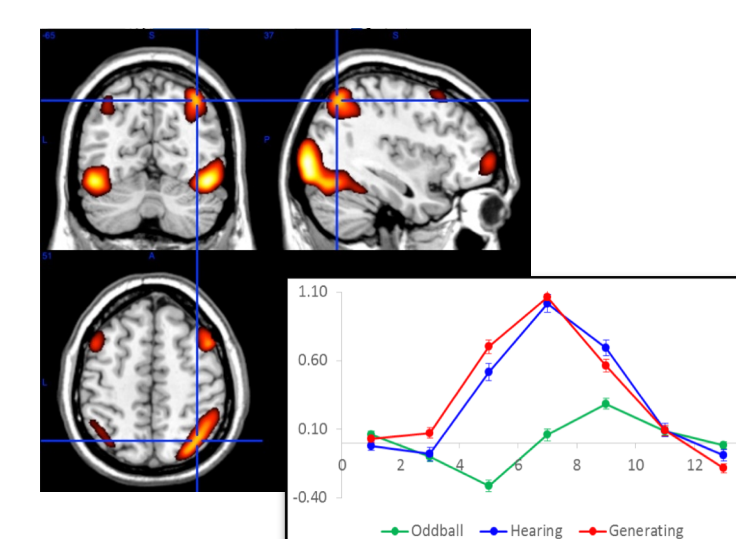 -65 S
37 S
L
P
51 A
L
1.10
0.60
0.10
0 2 4 6 8 10 12
-0.40
Oddball Hearing Generating